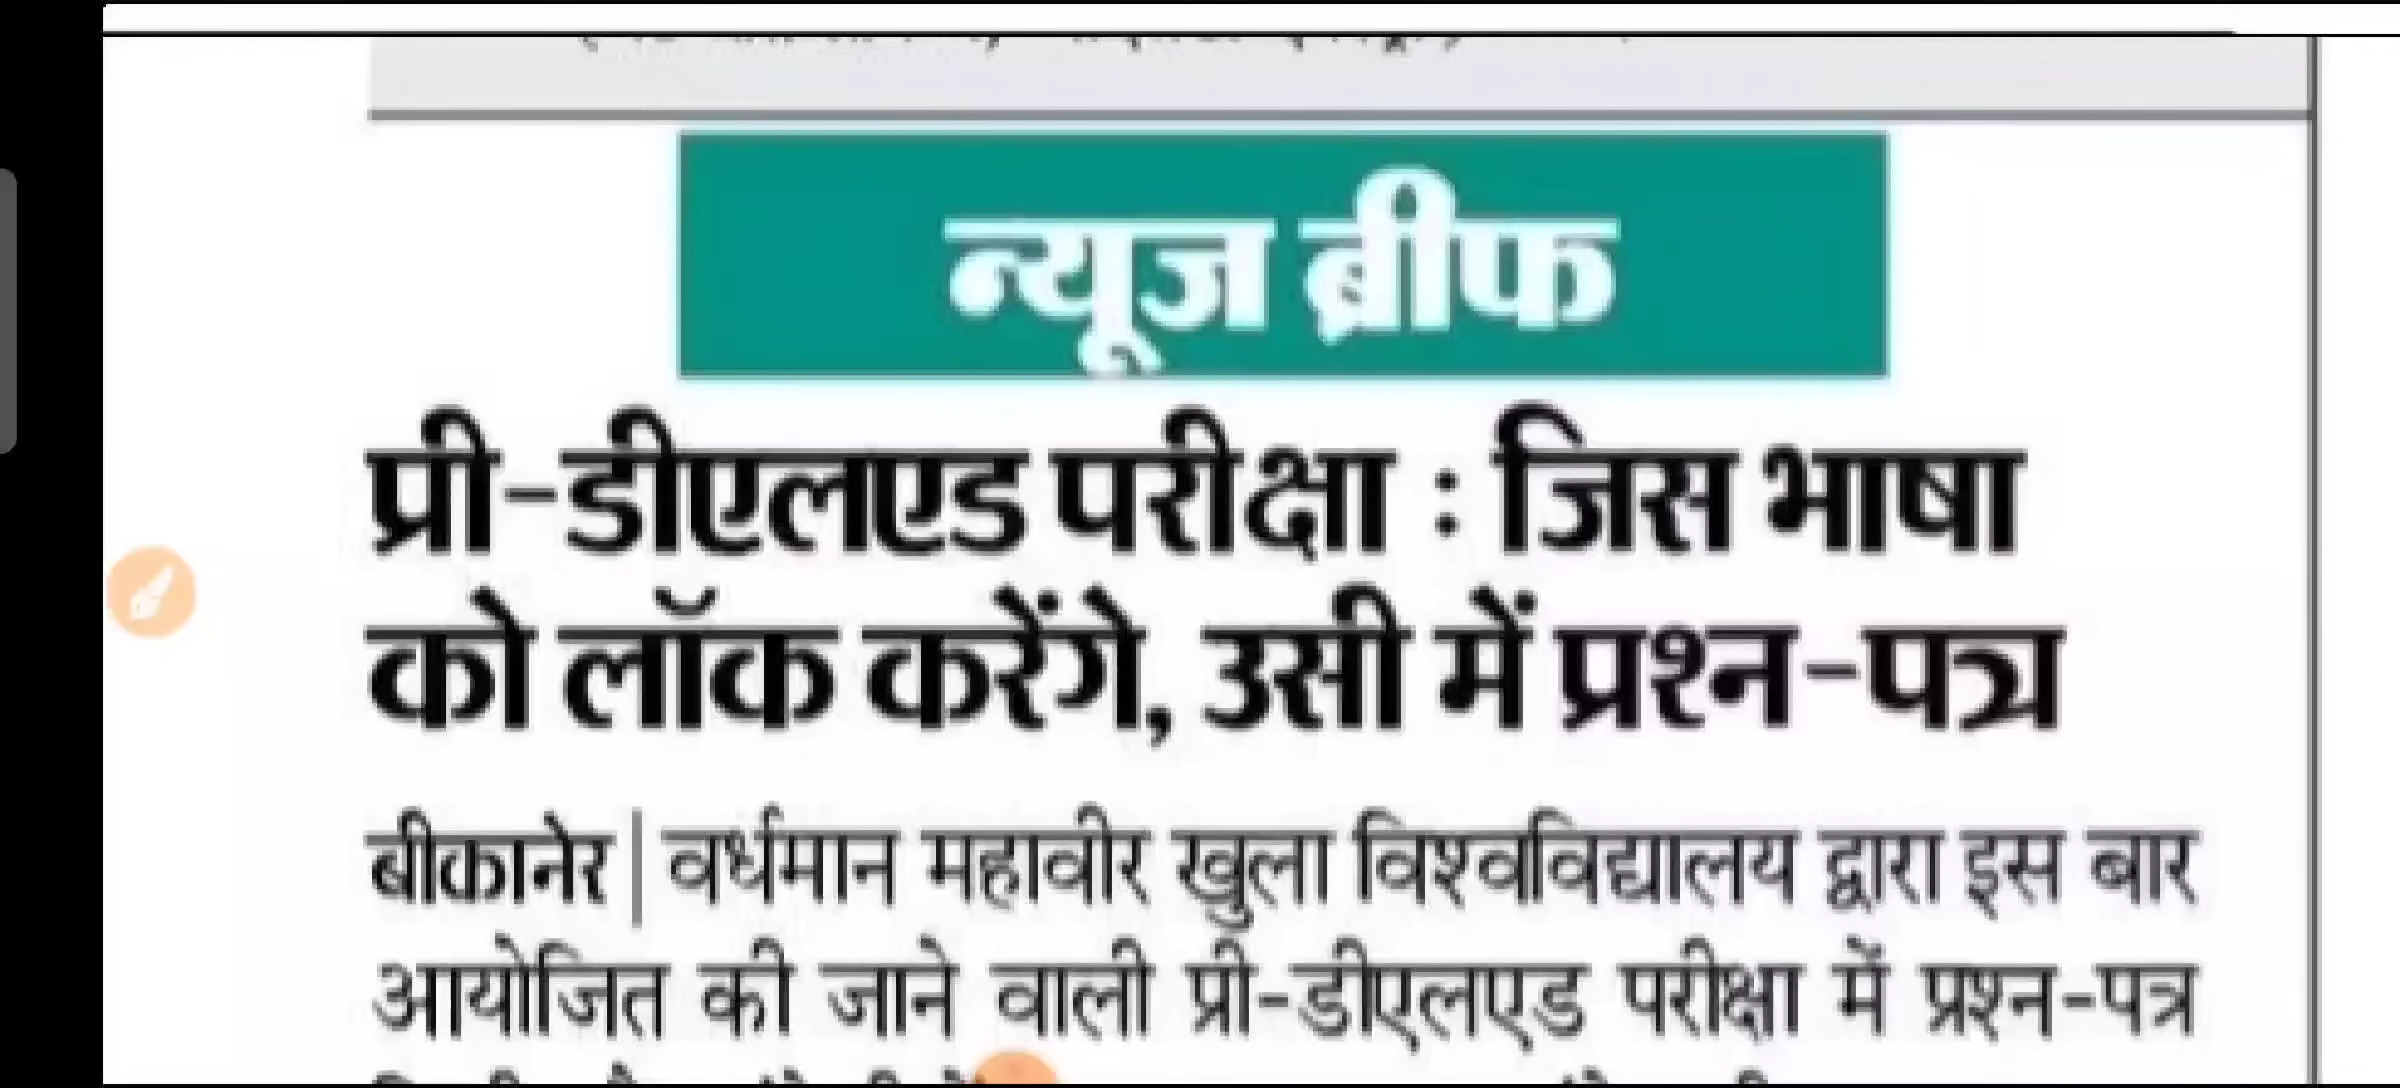 न्यूज ब्रीफ
प्री-डीएलएड परीक्षा : जिस भाषा
को लॉक करेंगे, उसी में प्रश्न-पत्र
बीकानेर | वर्धमान महावीर खुला विश्वविद्यालय द्वारा इस बार
आयोजित की जाने वाली प्री-डीएलएड परीक्षा में प्रश्न-पत्र